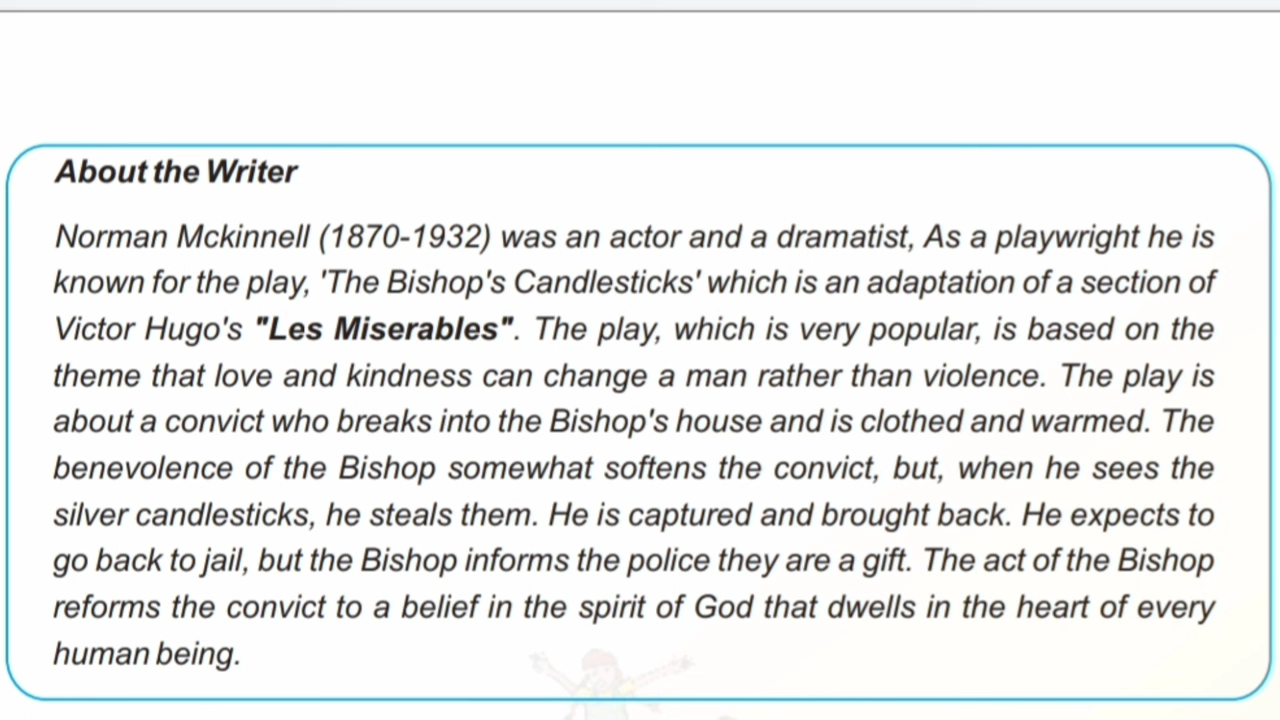 About the Writer
Norman Mckinnell (1870-1932) was an actor and a dramatist, As a playwright he is
known for the play, 'The Bishop's Candlesticks' which is an adaptation of a section of
Victor Hugo's "Les Miserables". The play, which is very popular, is based on the
theme that love and kindness can change a man rather than violence. The play is
about a convict who breaks into the Bishop's house and is clothed and warmed. The
benevolence of the Bishop somewhat softens the convict, but, when he sees the
silver candlesticks, he steals them. He is captured and brought back. He expects to
go back to jail, but the Bishop informs the police they are a gift. The act of the Bishop
reforms the convict to a belief in the spirit of God that dwells in the heart of every
human being.